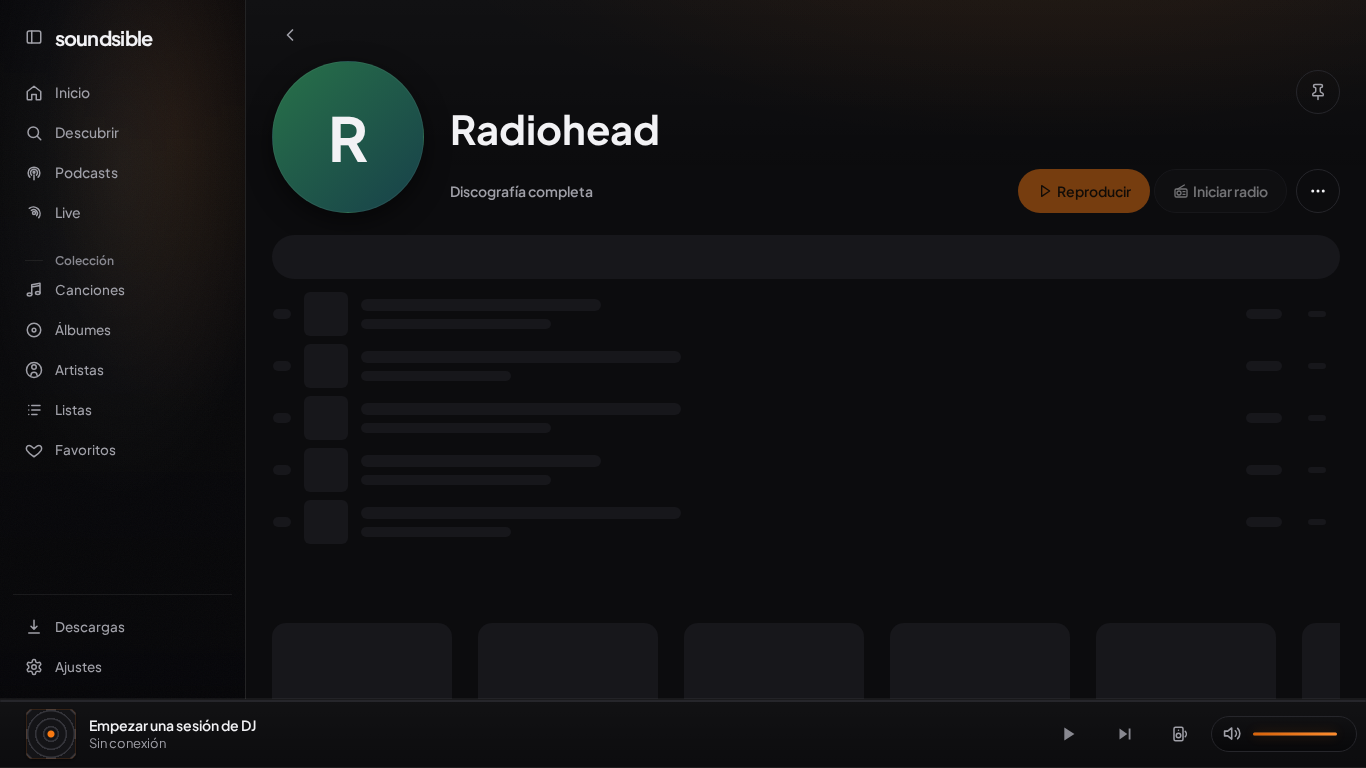 soundsible
Inicio
Descubrir
Podcasts
Live
Colección
Canciones
Álbumes
Artistas
Listas
Favoritos
Descargas
Ajustes
R
Radiohead
Discografía completa
Reproducir
Iniciar radio
Empezar una sesión de DJ
Sin conexión